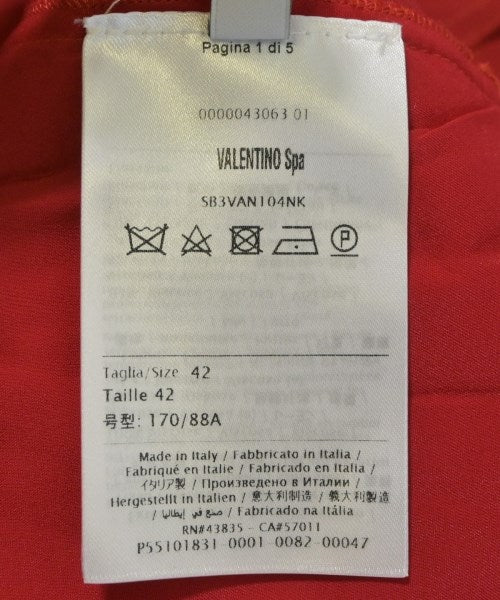 Pagina 1 di 5
0000043063 01
VALENTINO Spa
SB3VAN104NK
P
Taglia/Size 42
Taille 42
号型: 170/88A
Made in Italy / Fabbricato in Italia /
Fabriqué en Italie / Fabricado en Italia /
イタリア製 / Произведено в Италии /
Hergestellt in Italien / 意大利制造 / 義大利製造
/ صنع في إيطاليا / Fabricado na Itália
RN#43835 - CA#57011
P55101831 0001-0082-00047